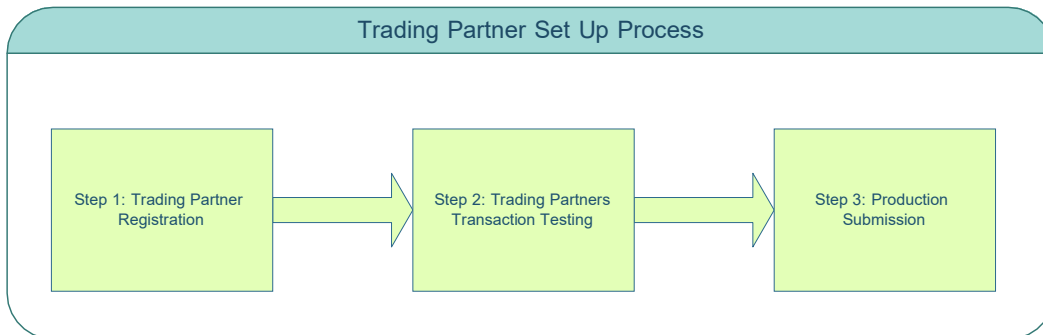 Trading Partner Set Up Process
Step 1: Trading Partner
Registration
Step 2: Trading Partners
Transaction Testing
Step 3: Production
Submission